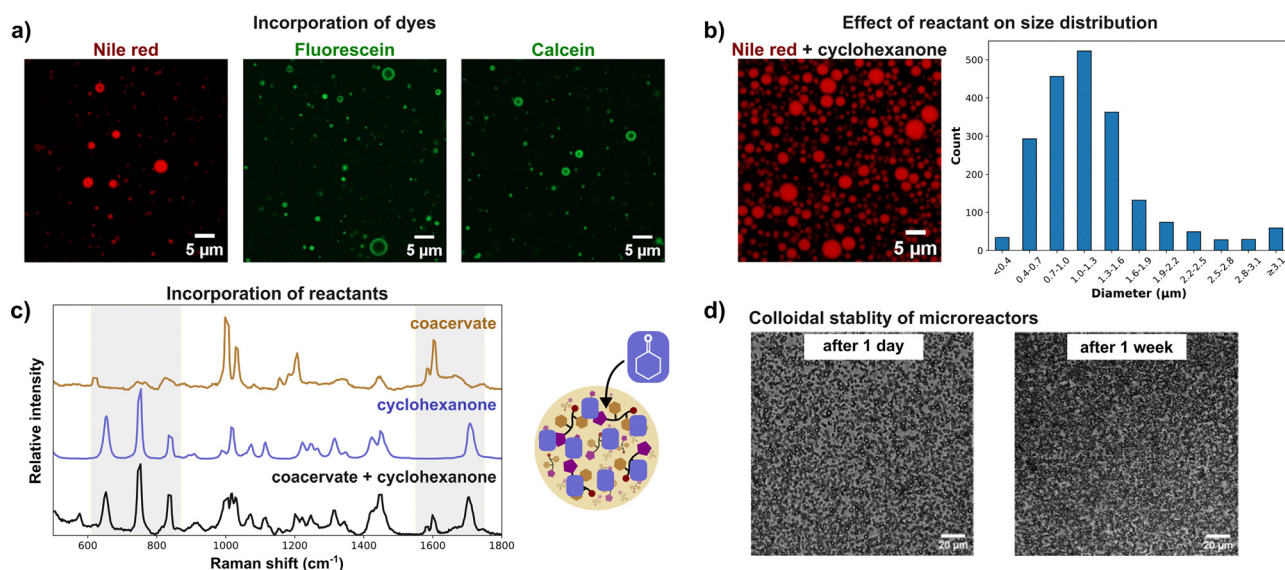 a)
Incorporation of dyes
Nile red
Fluorescein
Calcein
5 µm
5 µm
5 µm
b)
Effect of reactant on size distribution
Nile red + cyclohexanone
5 µm
Count
500
400
300
200
100
0
<0.4
0.4-0.7
0.7-1.0
1.0-1.3
1.3-1.6
1.6-1.9
1.9-2.2
2.2-2.5
2.5-2.8
2.8-3.1
≥3.1
Diameter (µm)
c)
Incorporation of reactants
Relative intensity
coacervate
cyclohexanone
coacervate + cyclohexanone
600
800
1000
1200
1400
1600
1800
Raman shift (cm⁻¹)
O
d)
Colloidal stablity of microreactors
after 1 day
20 µm
after 1 week
20 µm